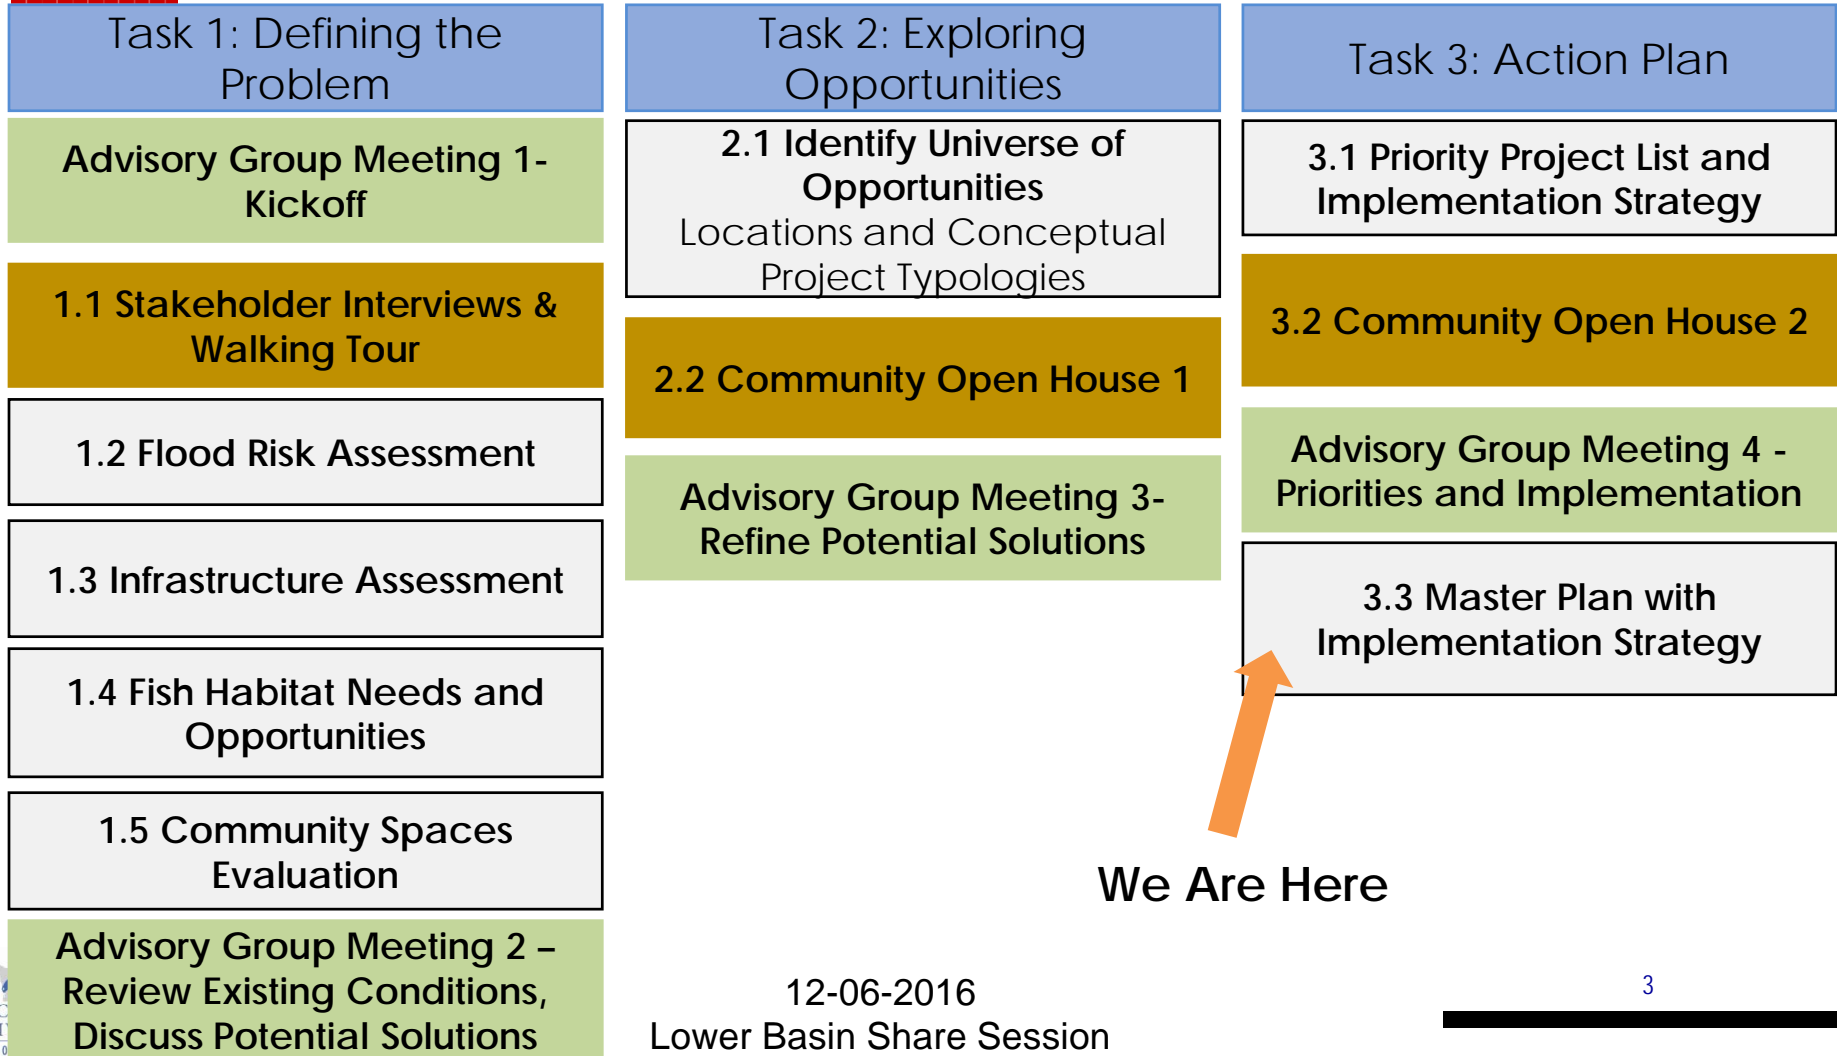 Task 1: Defining the
Problem
Advisory Group Meeting 1-
Kickoff
1.1 Stakeholder Interviews &
Walking Tour
1.2 Flood Risk Assessment
1.3 Infrastructure Assessment
1.4 Fish Habitat Needs and
Opportunities
1.5 Community Spaces
Evaluation
Advisory Group Meeting 2 –
Review Existing Conditions,
Discuss Potential Solutions
Task 2: Exploring
Opportunities
2.1 Identify Universe of
Opportunities
Locations and Conceptual
Project Typologies
2.2 Community Open House 1
Advisory Group Meeting 3-
Refine Potential Solutions
Task 3: Action Plan
3.1 Priority Project List and
Implementation Strategy
3.2 Community Open House 2
Advisory Group Meeting 4 -
Priorities and Implementation
3.3 Master Plan with
Implementation Strategy
We Are Here
12-06-2016
Lower Basin Share Session
3